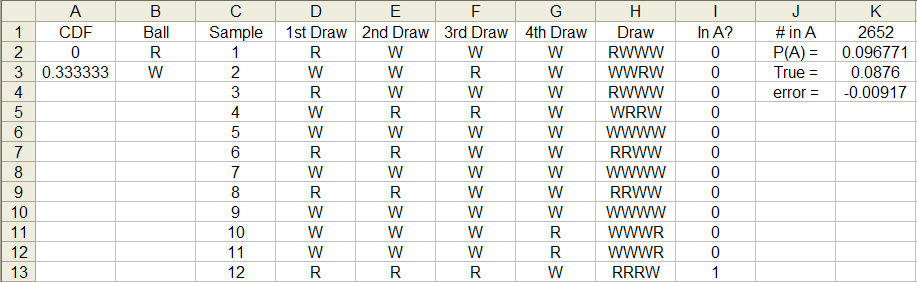 A B C D E F G H I J K
1 CDF Ball Sample 1st Draw 2nd Draw 3rd Draw 4th Draw Draw In A? # in A 2652
2 0 R 1 R W W W RWWW 0 P(A) = 0.096771
3 0.333333 W 2 W W R W WWRW 0 True = 0.0876
4 3 R W W W RWWW 0 error = -0.00917
5 4 W R R W WRRW 0
6 5 W W W W WWWW 0
7 6 R R W W RRWW 0
8 7 W W W W WWWW 0
9 8 R R W W RRWW 0
10 9 W W W W WWWW 0
11 10 W W W R WWWR 0
12 11 W W W R WWWR 0
13 12 R R R W RRRW 1